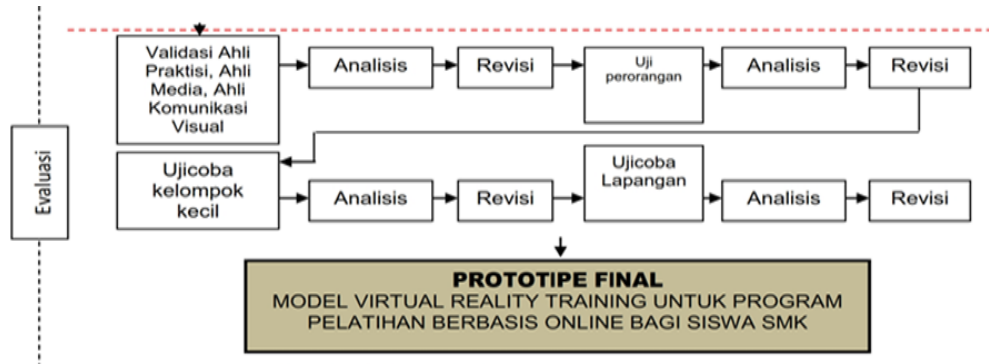 Validasi Ahli
Praktisi, Ahli
Media, Ahli
Komunikasi
Visual
Analisis
Revisi
Uji
perorangan
Analisis
Revisi
Evaluasi
Ujicoba
kelompok
kecil
Analisis
Revisi
Ujicoba
Lapangan
Analisis
Revisi
PROTOTIPE FINAL
MODEL VIRTUAL REALITY TRAINING UNTUK PROGRAM
PELATIHAN BERBASIS ONLINE BAGI SISWA SMK